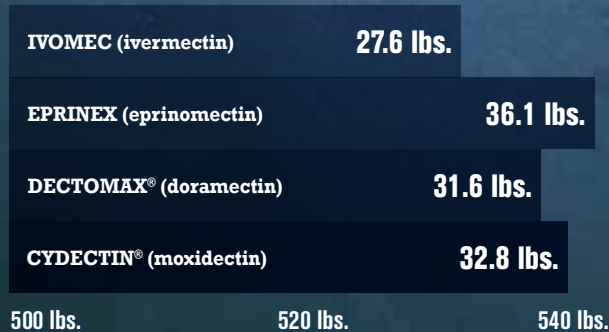 IVOMEC (ivermectin) 27.6 lbs.
EPRINEX (eprinomectin) 36.1 lbs.
DECTOMAX® (doramectin) 31.6 lbs.
CYDECTIN® (moxidectin) 32.8 lbs.
500 lbs. 520 lbs. 540 lbs.